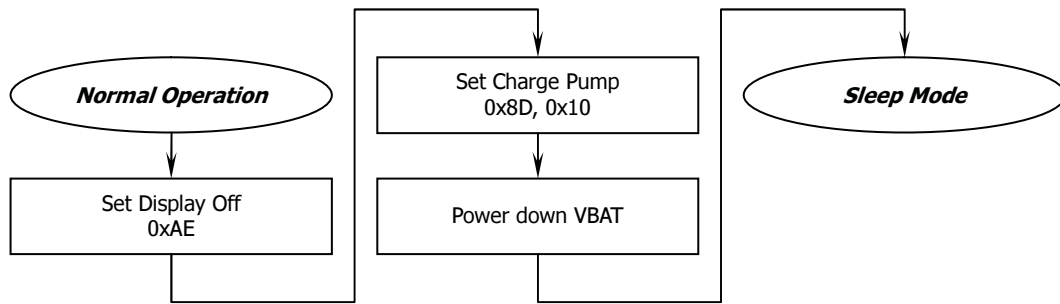 Normal Operation
Set Display Off
0xAE
Set Charge Pump
0x8D, 0x10
Power down VBAT
Sleep Mode